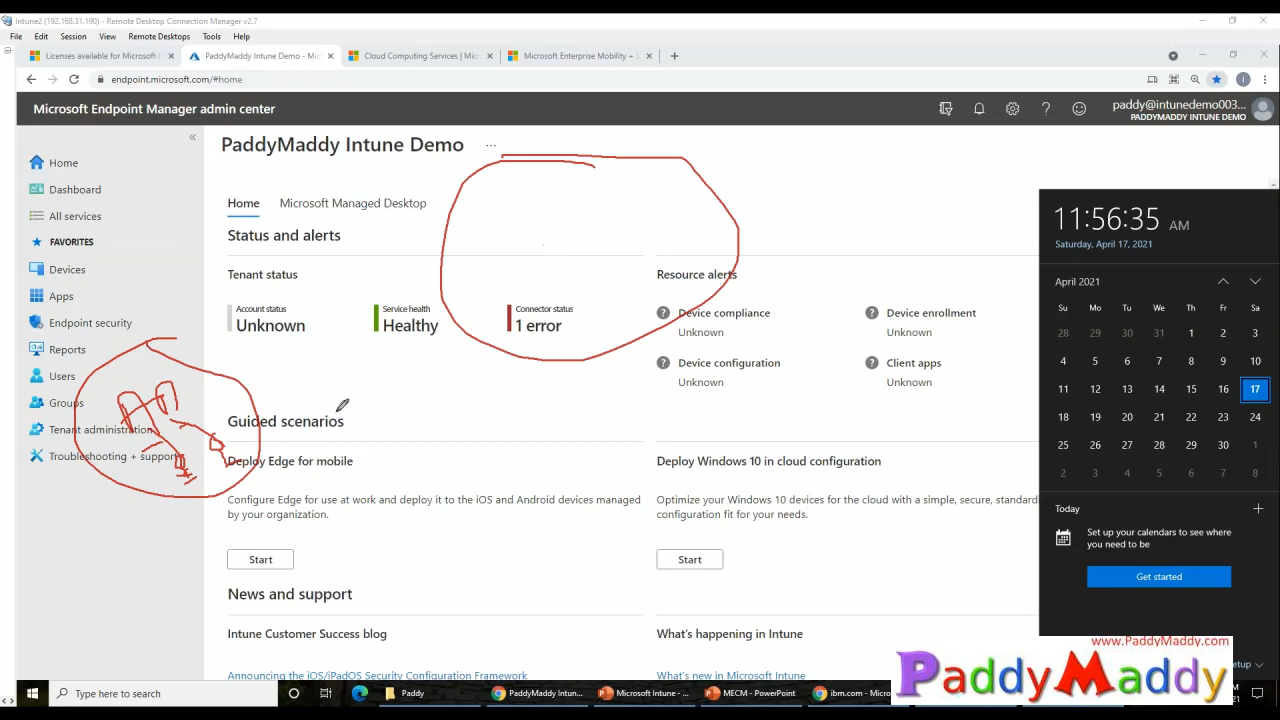 Intune2 (192.168.31.190) - Remote Desktop Connection Manager v2.7
File Edit Session View Remote Desktops Tools Help
Licenses available for Microsoft
PaddyMaddy Intune Demo - Mi
Cloud Computing Services | Micr
Microsoft Enterprise Mobility + S
endpoint.microsoft.com/#home
Microsoft Endpoint Manager admin center
paddy@intunedemo003...
PADDYMADDY INTUNE DEMO
Home
Dashboard
All services
FAVORITES
Devices
Apps
Endpoint security
Reports
Users
Groups
Tenant administration
Troubleshooting + support
PaddyMaddy Intune Demo ...
Home Microsoft Managed Desktop
Status and alerts
Tenant status
Account status
Unknown
Service health
Healthy
Connector status
1 error
Resource alerts
Device compliance
Unknown
Device enrollment
Unknown
Device configuration
Unknown
Client apps
Unknown
Guided scenarios
Deploy Edge for mobile
Configure Edge for use at work and deploy it to the iOS and Android devices managed
by your organization.
Start
Deploy Windows 10 in cloud configuration
Optimize your Windows 10 devices for the cloud with a simple, secure, standard
configuration fit for your needs.
Start
News and support
Intune Customer Success blog
Announcing the iOS/iPadOS Security Configuration Framework
What's happening in Intune
What's new in Microsoft Intune
11:56:35 AM
Saturday, April 17, 2021
April 2021
Su Mo Tu We Th Fr Sa
28 29 30 31 1 2 3
4 5 6 7 8 9 10
11 12 13 14 15 16 17
18 19 20 21 22 23 24
25 26 27 28 29 30 1
2 3 4 5 6 7 8
Today
Set up your calendars to see where
you need to be
Get started
www.PaddyMaddy.com
PaddyMaddy
Type here to search
Paddy
PaddyMaddy Intun...
Microsoft Intune - ...
MECM - PowerPoint
ibm.com - Micros